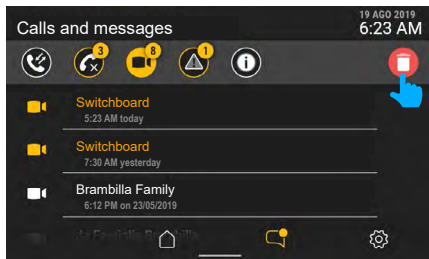 19 AGO 2019
Calls and messages
6:23 AM
3
8
1
Switchboard
5:23 AM today
Switchboard
7:30 AM yesterday
Brambilla Family
6:12 PM on 23/05/2019